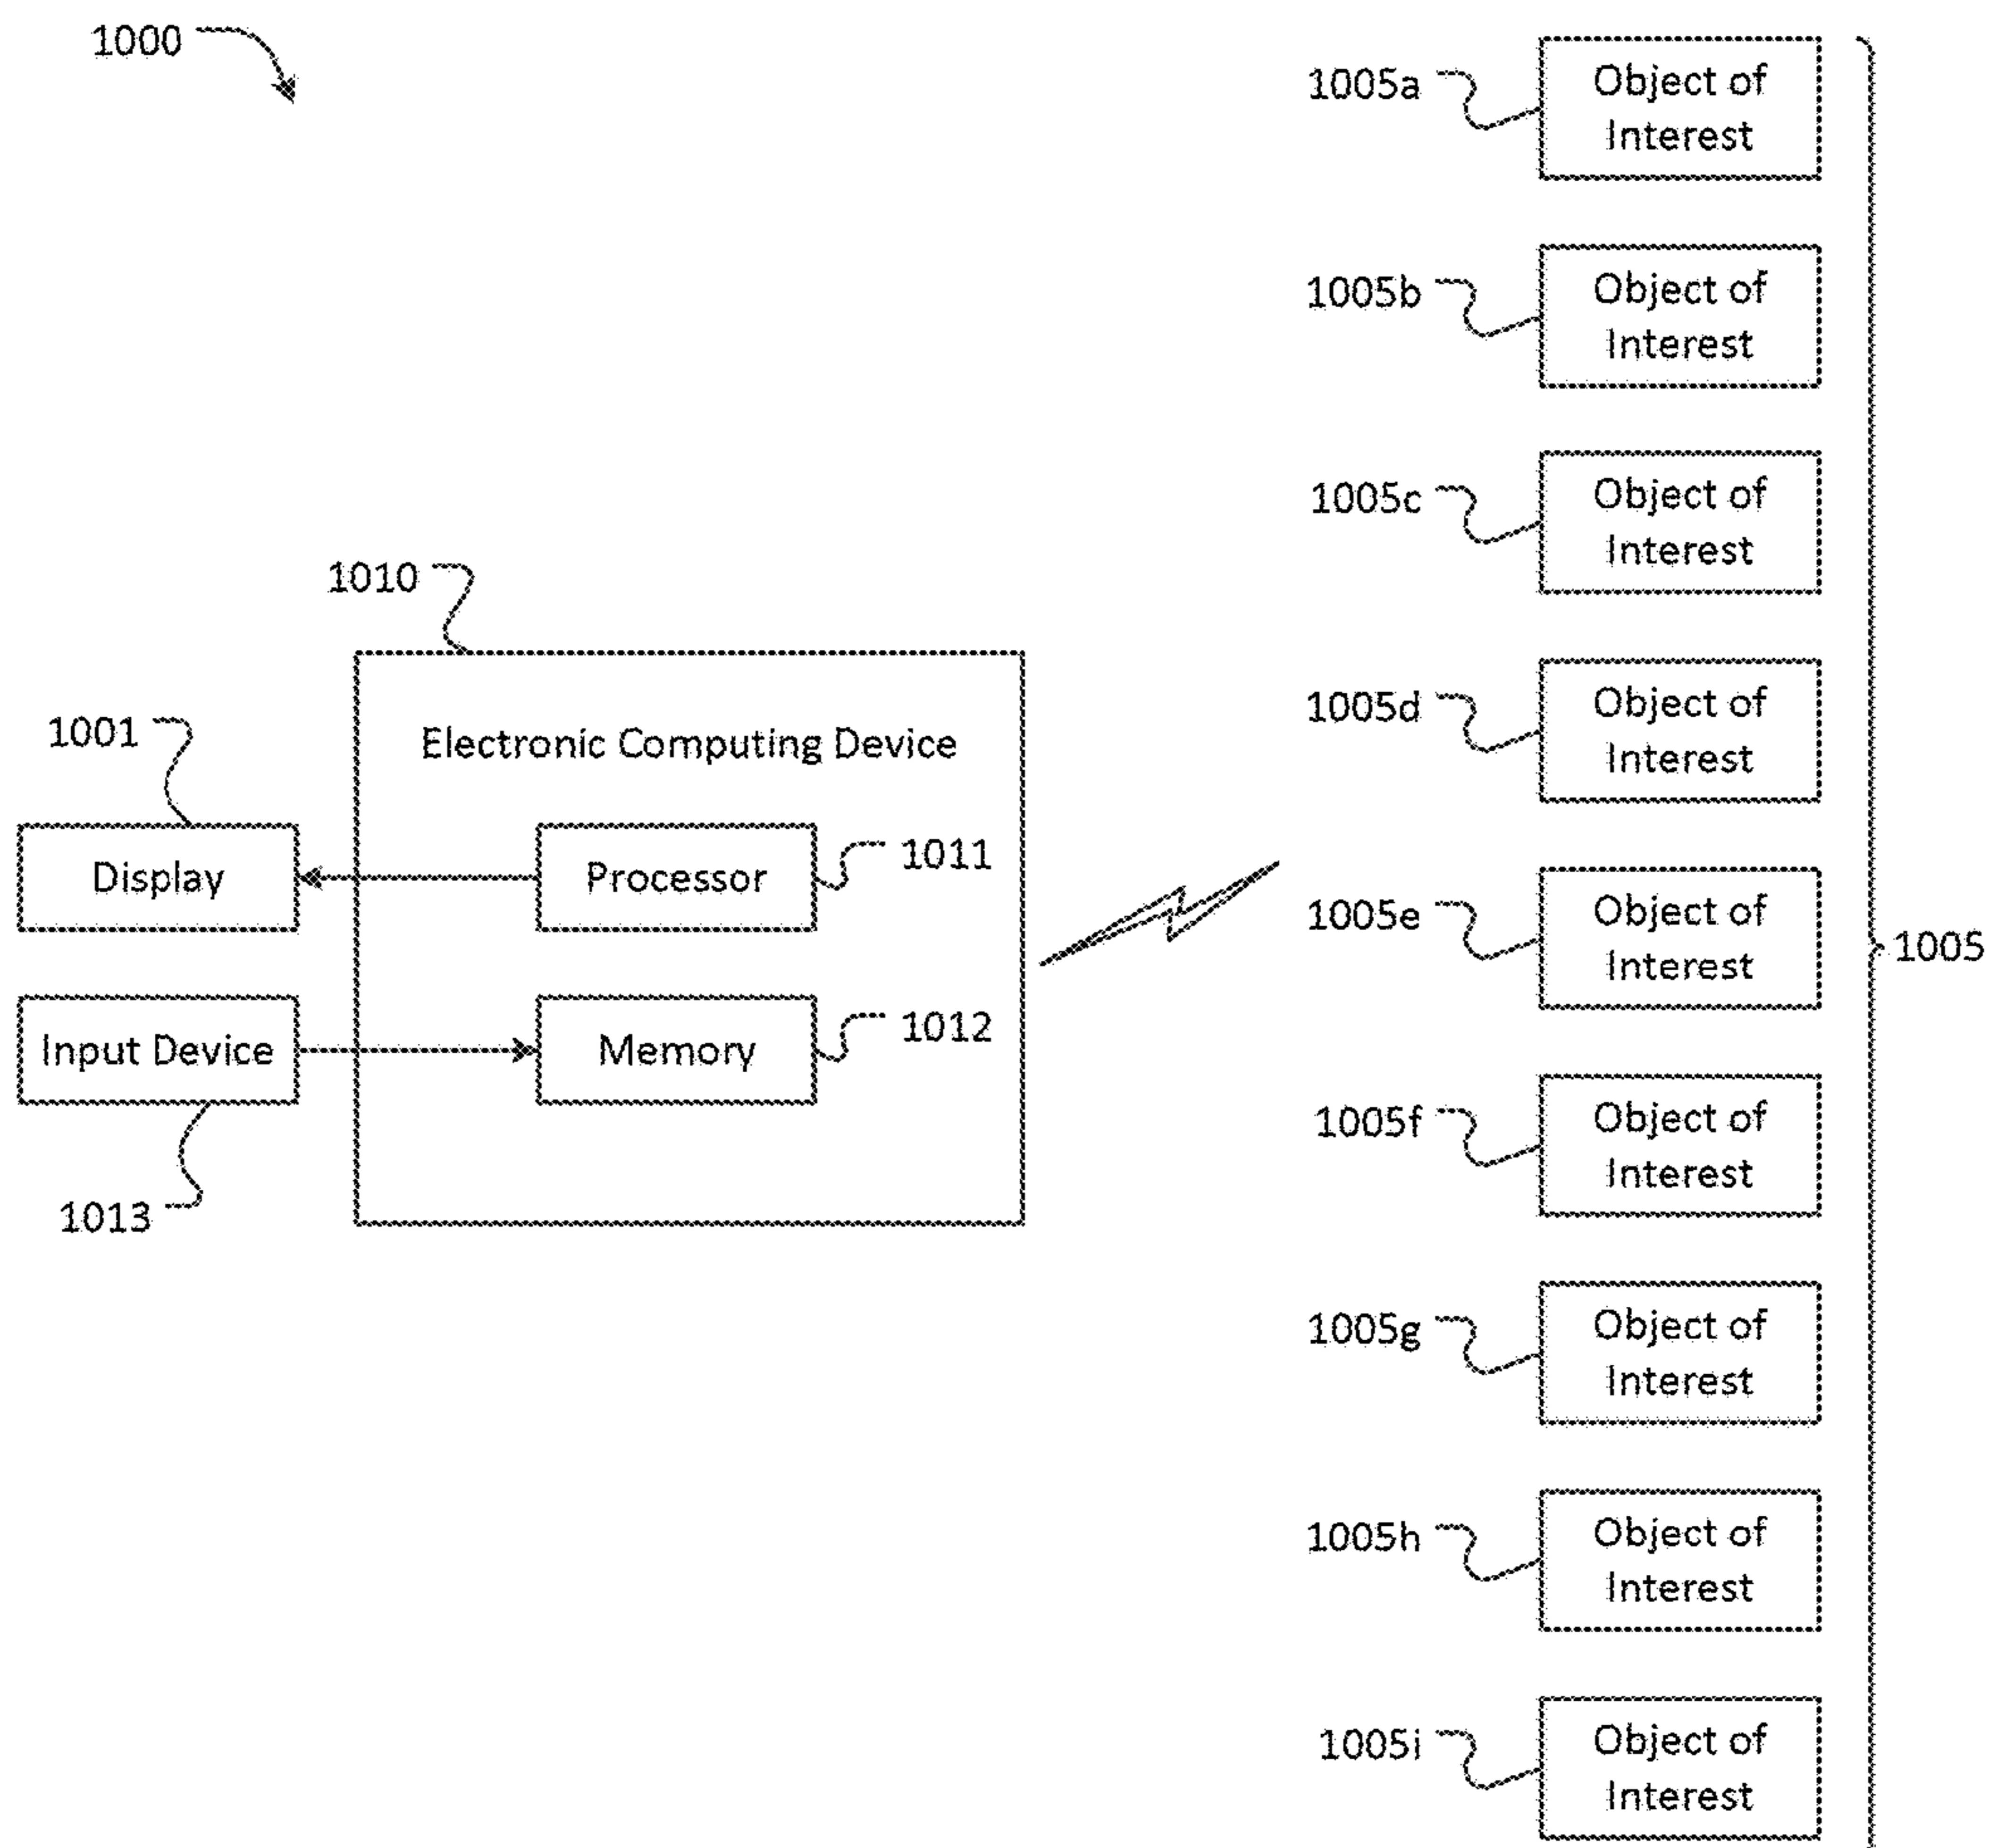 1000
1005a
Object of
Interest
1005b
Object of
Interest
1005c
Object of
Interest
1010
1005d
Object of
Interest
1001
Electronic Computing Device
Display
Processor
1011
1005e
Object of
Interest
1005
Input Device
Memory
1012
1013
1005f
Object of
Interest
1005g
Object of
Interest
1005h
Object of
Interest
1005i
Object of
Interest